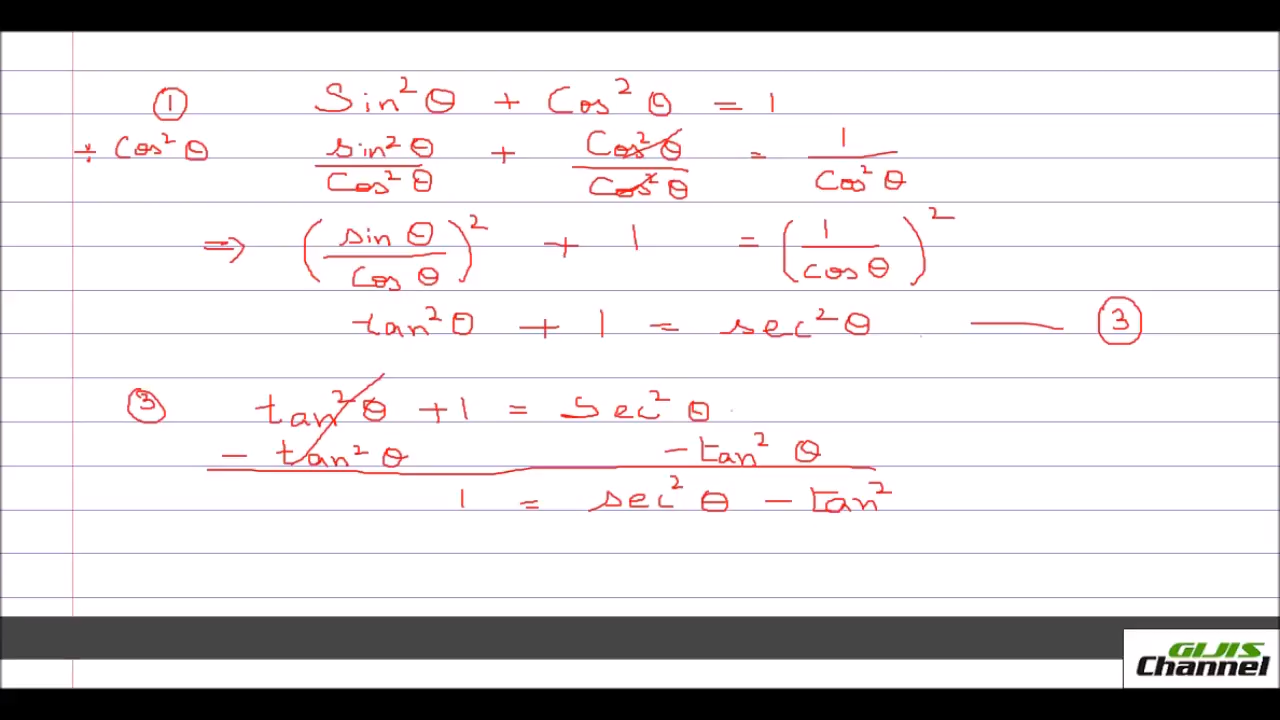 ① Sin²θ + Cos²θ = 1
÷ Cos²θ sin²θ/Cos²θ + Cos²θ/Cos²θ = 1/Cos²θ
⇒ (sin θ/cos θ)² + 1 = (1/cos θ)²
tan²θ + 1 = sec²θ —— ③
③ tan²θ + 1 = sec²θ
− tan²θ − tan²θ
1 = sec²θ − tan²
GIJIS
Channel